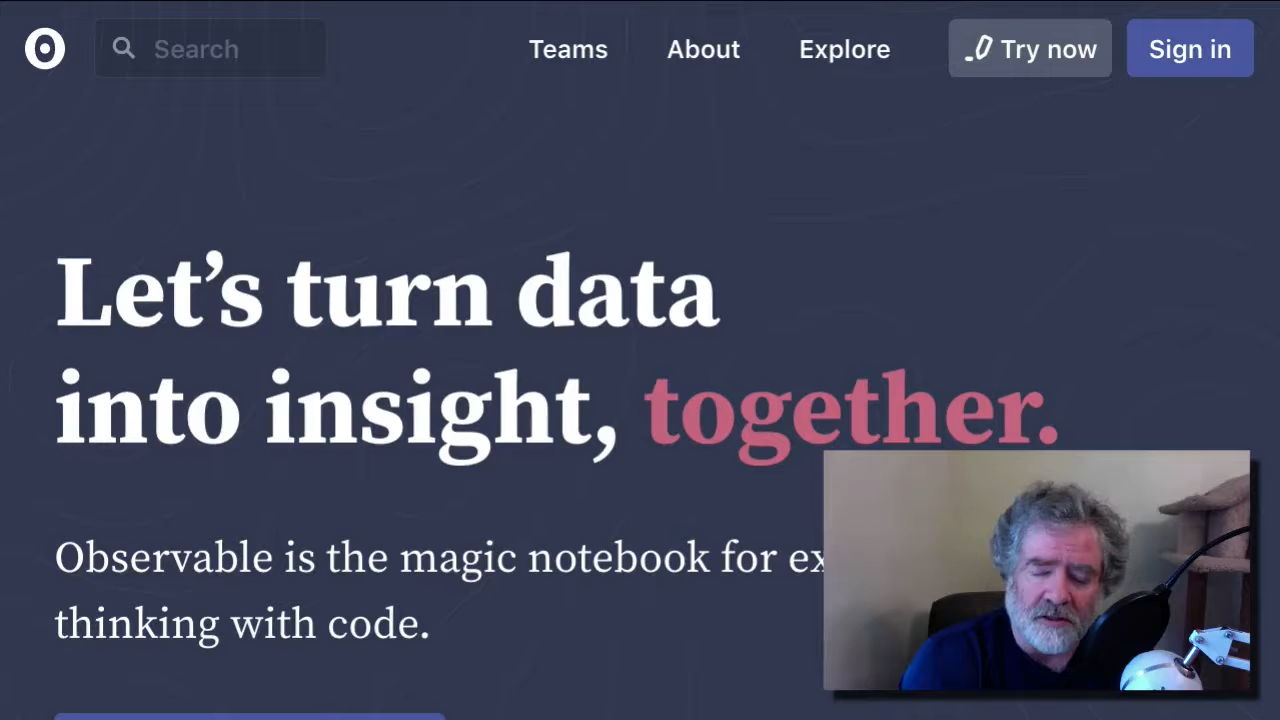 Search
Teams
About
Explore
Try now
Sign in
Let’s turn data
into insight, together.
Observable is the magic notebook for ex
thinking with code.